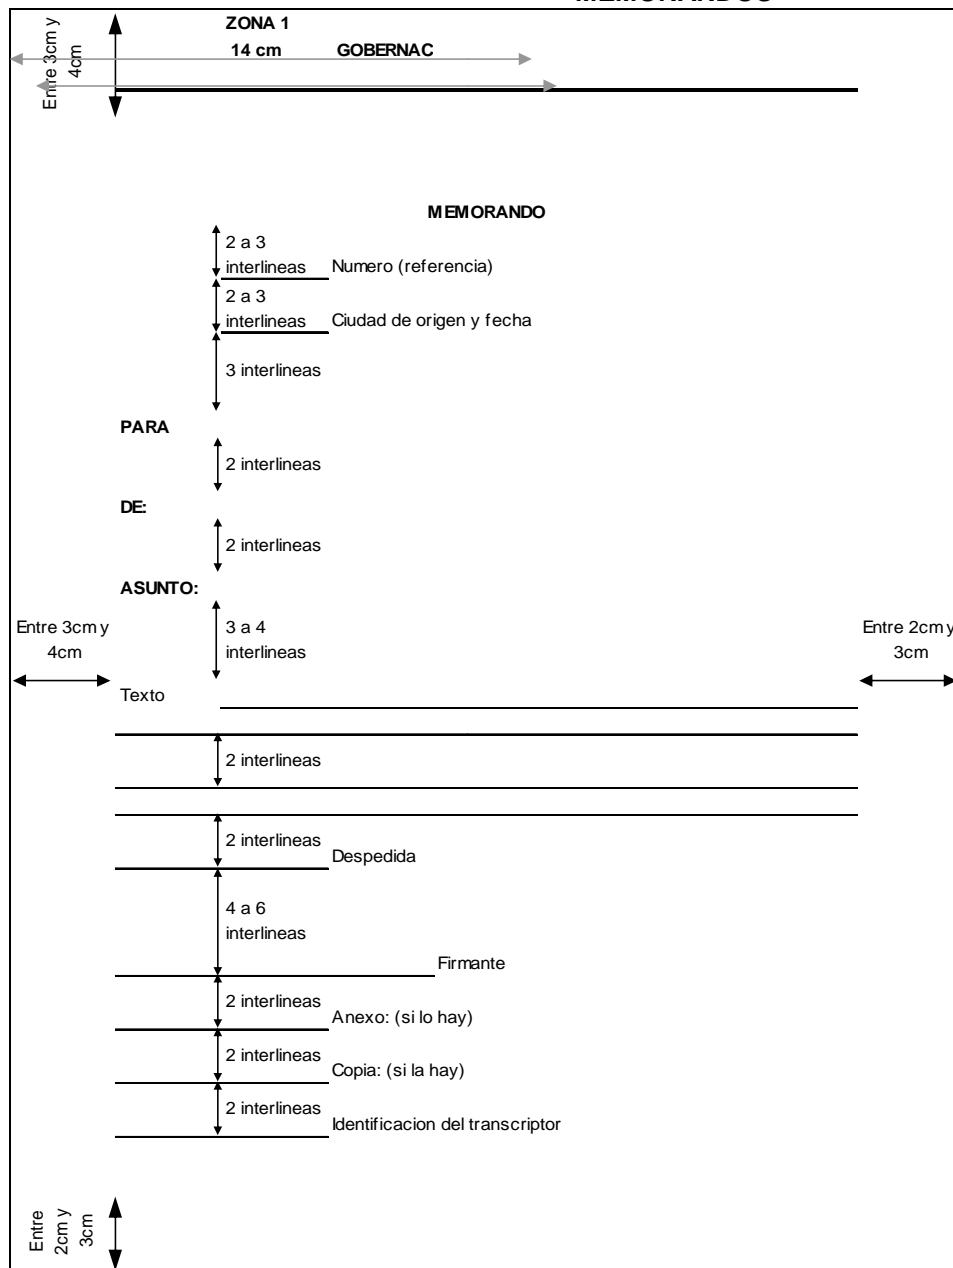 MEMORANDOS
ZONA 1
14 cm GOBERNAC
Entre 3cm y
4cm
MEMORANDO
2 a 3
interlineas Numero (referencia)
2 a 3
interlineas Ciudad de origen y fecha
3 interlineas
PARA
2 interlineas
DE:
2 interlineas
ASUNTO:
Entre 3cm y
4cm
3 a 4
interlineas
Entre 2cm y
3cm
Texto
2 interlineas
2 interlineas
Despedida
4 a 6
interlineas
Firmante
2 interlineas
Anexo: (si lo hay)
2 interlineas
Copia: (si la hay)
2 interlineas
Identificacion del transcriptor
Entre
2cm y
3cm